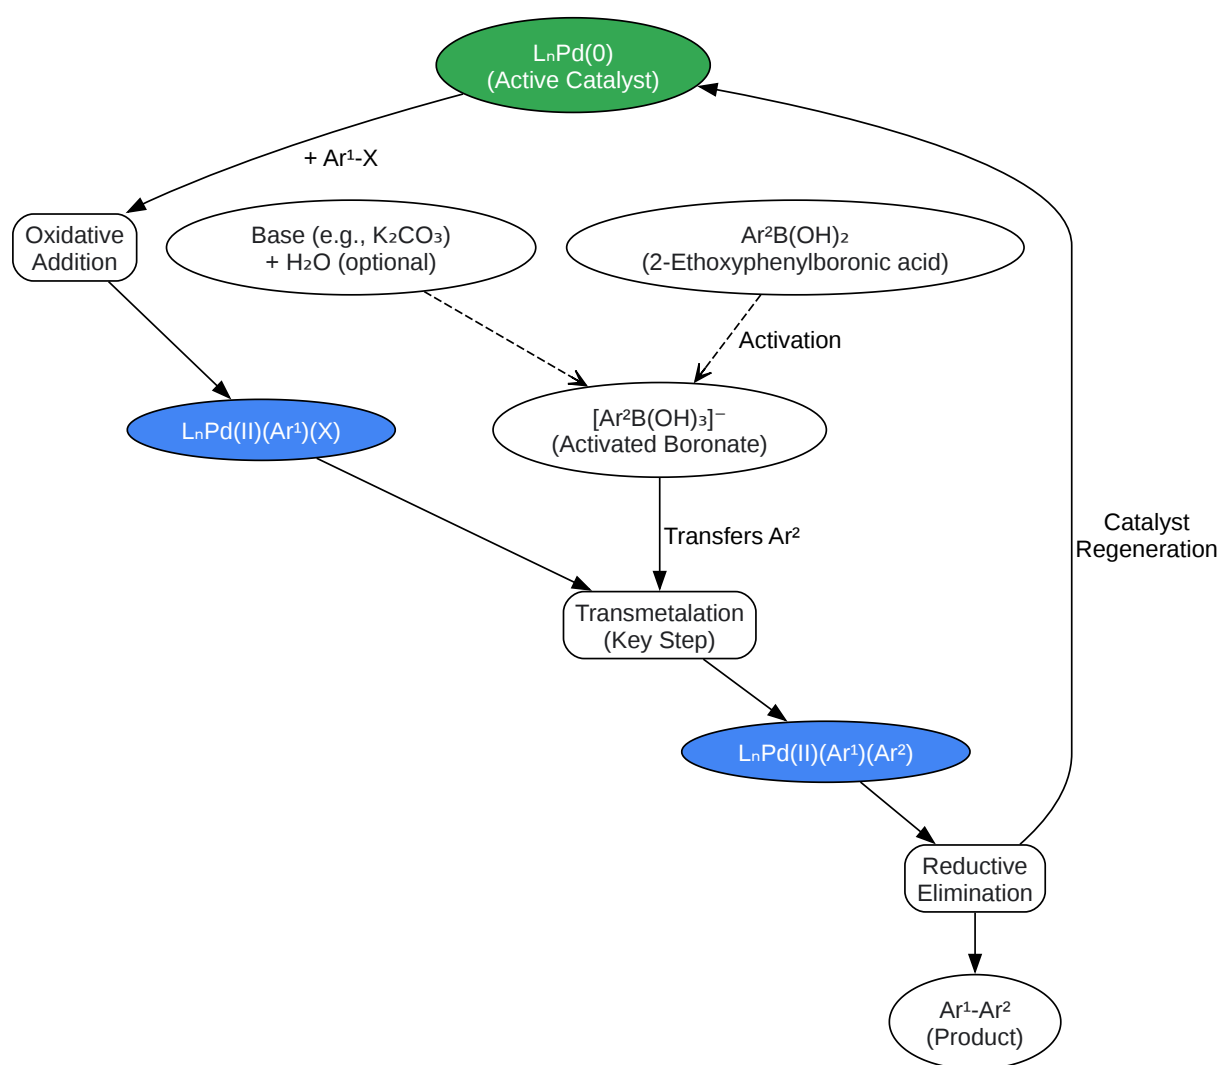 LₙPd(0)
(Active Catalyst)
+ Ar¹-X
Oxidative
Addition
Base (e.g., K₂CO₃)
+ H₂O (optional)
Ar²B(OH)₂
(2-Ethoxyphenylboronic acid)
Activation
LₙPd(II)(Ar¹)(X)
[Ar²B(OH)₃]⁻
(Activated Boronate)
Catalyst
Regeneration
Transfers Ar²
Transmetalation
(Key Step)
LₙPd(II)(Ar¹)(Ar²)
Reductive
Elimination
Ar¹-Ar²
(Product)